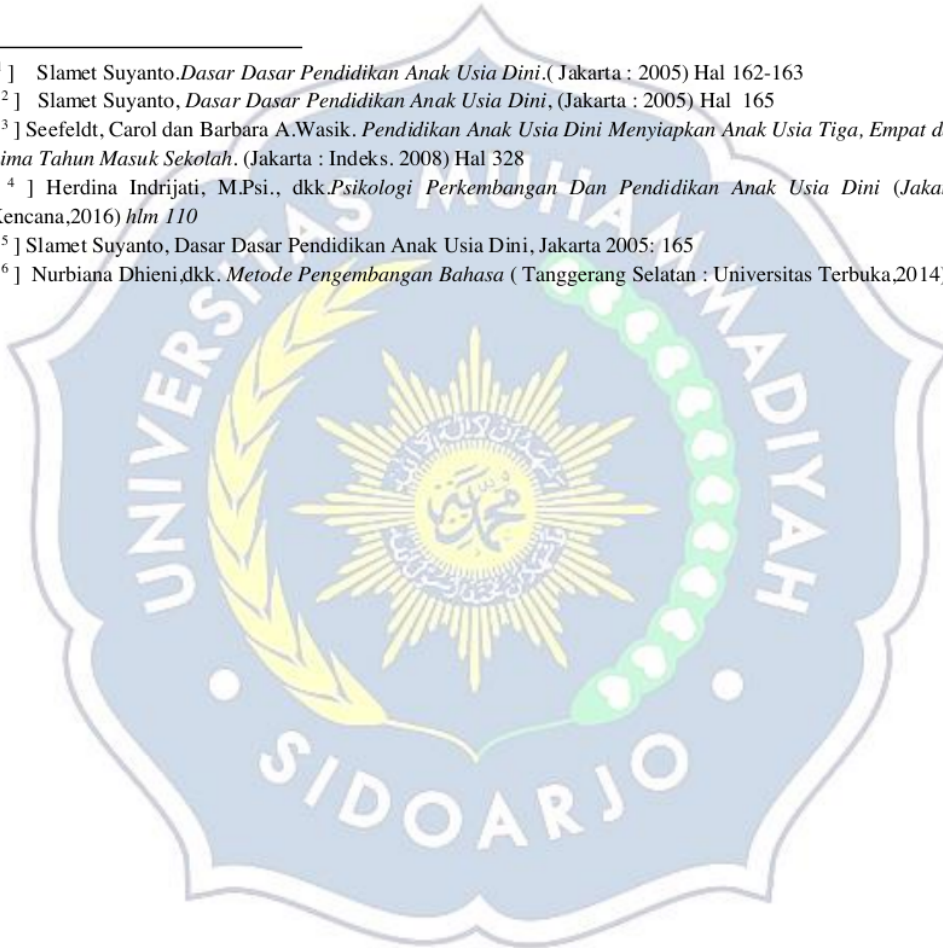 1 ] Slamet Suyanto.Dasar Dasar Pendidikan Anak Usia Dini.( Jakarta : 2005) Hal 162-163
2 ] Slamet Suyanto, Dasar Dasar Pendidikan Anak Usia Dini, (Jakarta : 2005) Hal 165
3 ] Seefeldt, Carol dan Barbara A.Wasik. Pendidikan Anak Usia Dini Menyiapkan Anak Usia Tiga, Empat d
ima Tahun Masuk Sekolah. (Jakarta : Indeks. 2008) Hal 328
4 ] Herdina Indrijati, M.Psi., dkk.Psikologi Perkembangan Dan Pendidikan Anak Usia Dini (Jaka
Kencana,2016) hlm 110
5 ] Slamet Suyanto, Dasar Dasar Pendidikan Anak Usia Dini, Jakarta 2005: 165
6 ] Nurbiana Dhieni,dkk. Metode Pengembangan Bahasa ( Tanggerang Selatan : Universitas Terbuka,2014)
UNIVERSITAS MUHAMMADIYAH
محمدية
SIDOARJO